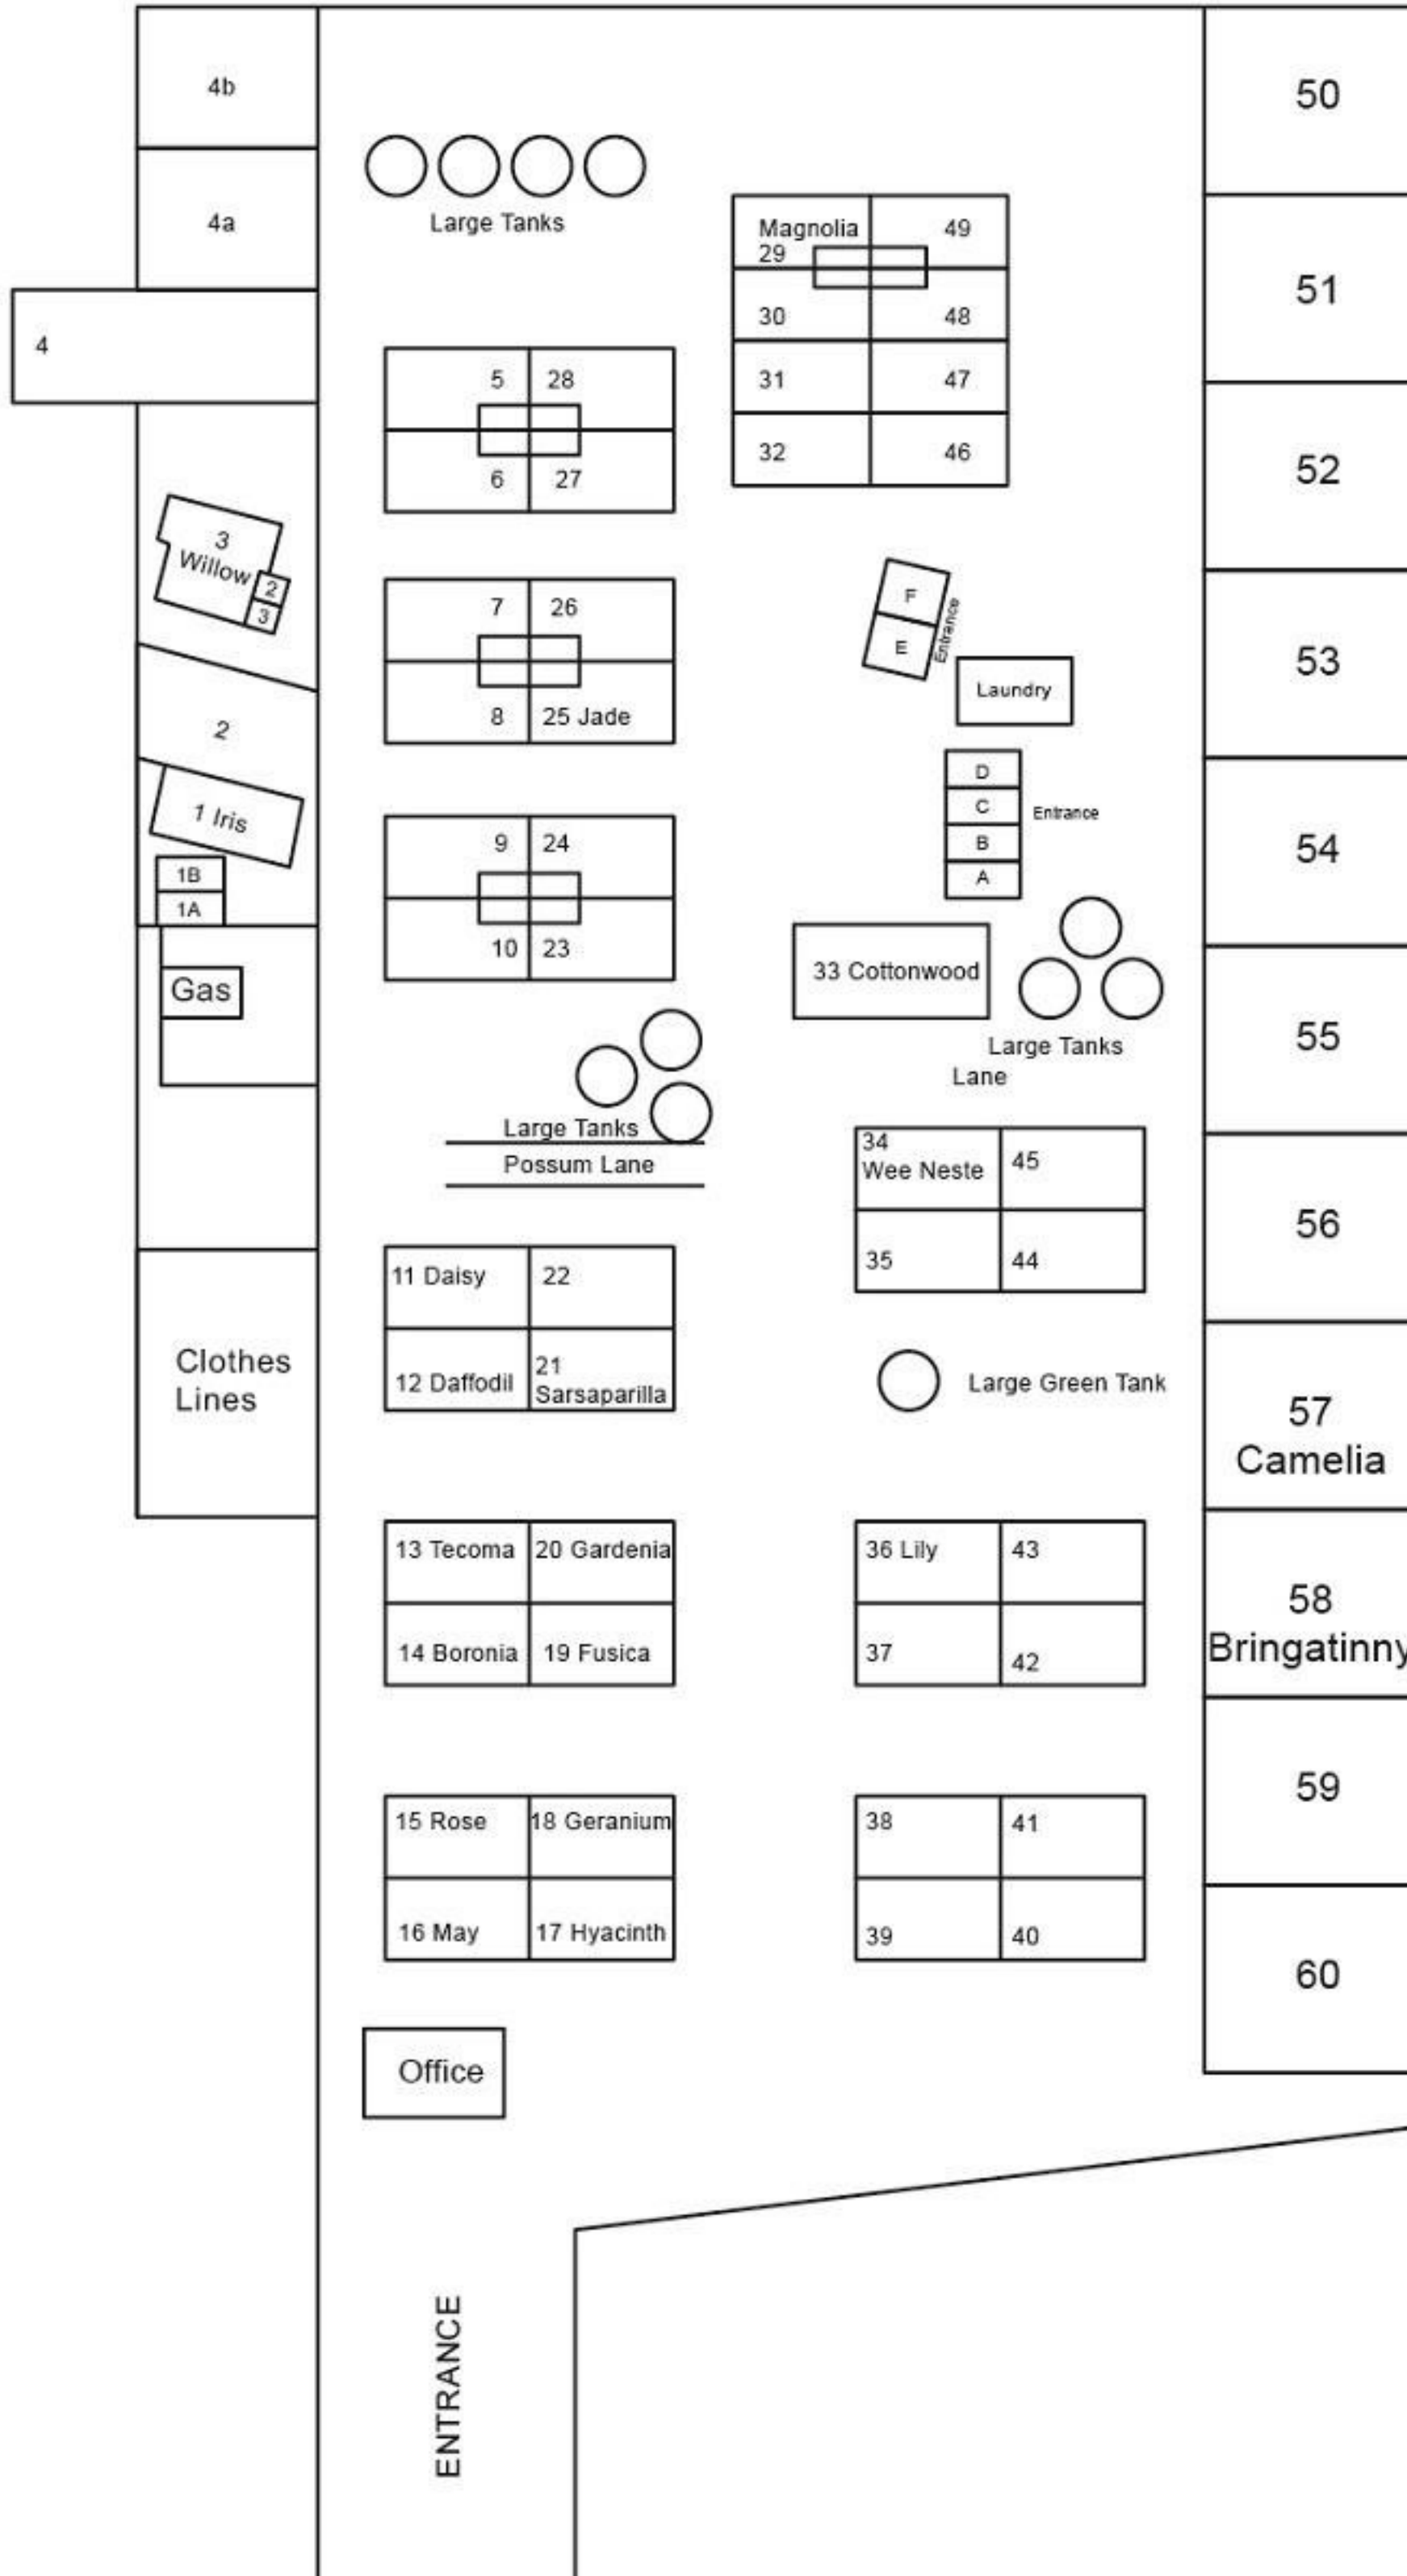 4b
50
4a
Large Tanks
Magnolia
29
49
51
4
30
48
5
28
31
47
6
27
32
46
52
3
Willow
2
3
7
26
F
E
Entrance
53
8
25 Jade
Laundry
2
D
C
Entrance
B
A
1 Iris
9
24
54
1B
1A
10
23
33 Cottonwood
Gas
Large Tanks
Lane
55
Large Tanks
Possum Lane
34
Wee Neste
45
56
35
44
11 Daisy
22
Clothes
Lines
12 Daffodil
21
Sarsaparilla
Large Green Tank
57
Camelia
13 Tecoma
20 Gardenia
36 Lily
43
58
Bringatinny
14 Boronia
19 Fusica
37
42
59
15 Rose
18 Geranium
38
41
16 May
17 Hyacinth
39
40
60
Office
ENTRANCE